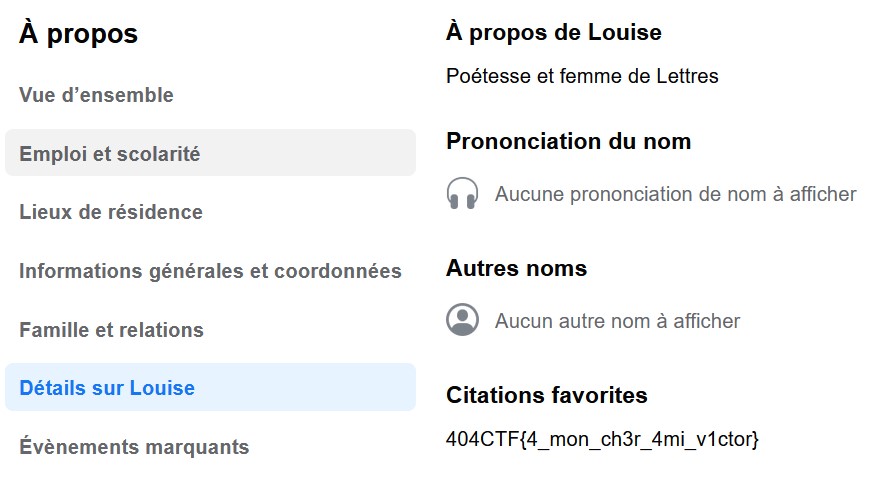 À propos
Vue d’ensemble
Emploi et scolarité
Lieux de résidence
Informations générales et coordonnées
Famille et relations
Détails sur Louise
Évènements marquants
À propos de Louise
Poétesse et femme de Lettres
Prononciation du nom
Aucune prononciation de nom à afficher
Autres noms
Aucun autre nom à afficher
Citations favorites
404CTF{4_mon_ch3r_4mi_v1ctor}